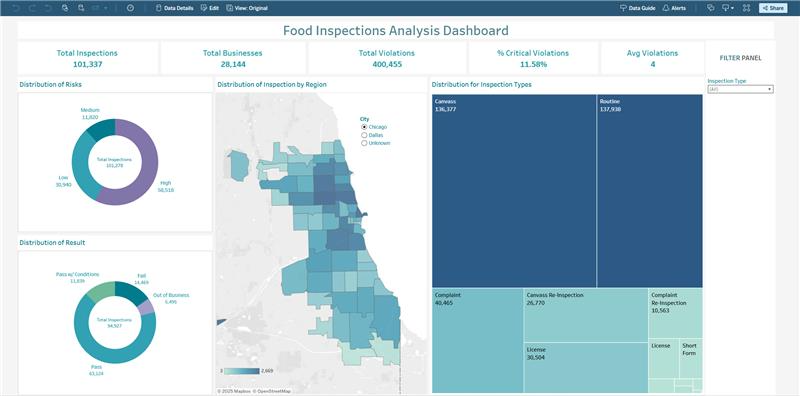 Data Details
Edit
View: Original
Data Guide
Alerts
Share
Food Inspections Analysis Dashboard
Total Inspections
101,337
Total Businesses
28,144
Total Violations
400,455
% Critical Violations
11.58%
Avg Violations
4
FILTER PANEL
Inspection Type
(All)
Distribution of Risks
Medium
11,820
Total Inspections
101,278
Low
30,940
High
58,518
Distribution of Result
Pass w/ Conditions
11,839
Fail
14,469
Out of Business
5,495
Total Inspections
94,927
Pass
63,124
Distribution of Inspection by Region
City
Chicago
Dallas
Unknown
3
2,669
© 2025 Mapbox © OpenStreetMap
Distribution for Inspection Types
Canvass
136,377
Routine
137,938
Complaint
40,465
Canvass Re-Inspection
26,770
Complaint
Re-Inspection
10,563
License
30,504
License
Short
Form